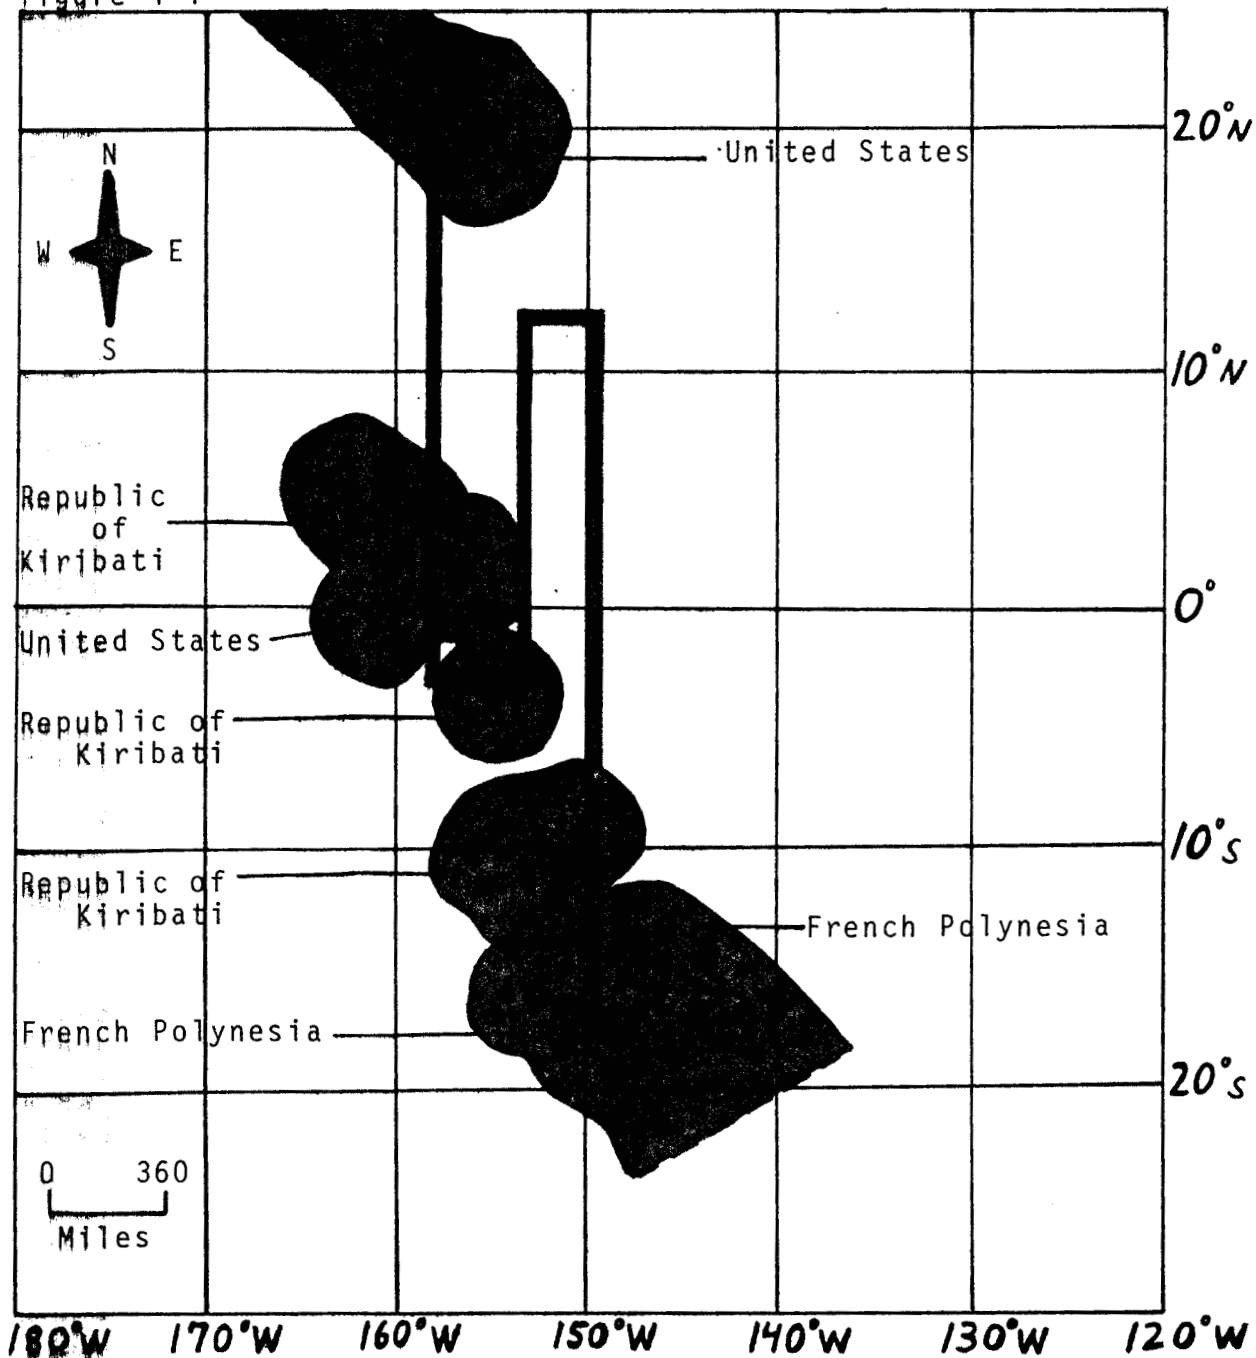 20°N
United States
N
W E
S
10°N
Republic
of
Kiribati
0°
United States
Republic of
Kiribati
10°S
Republic of
Kiribati
French Polynesia
French Polynesia
20°S
0 360
Miles
180°W 170°W 160°W 150°W 140°W 130°W 120°W